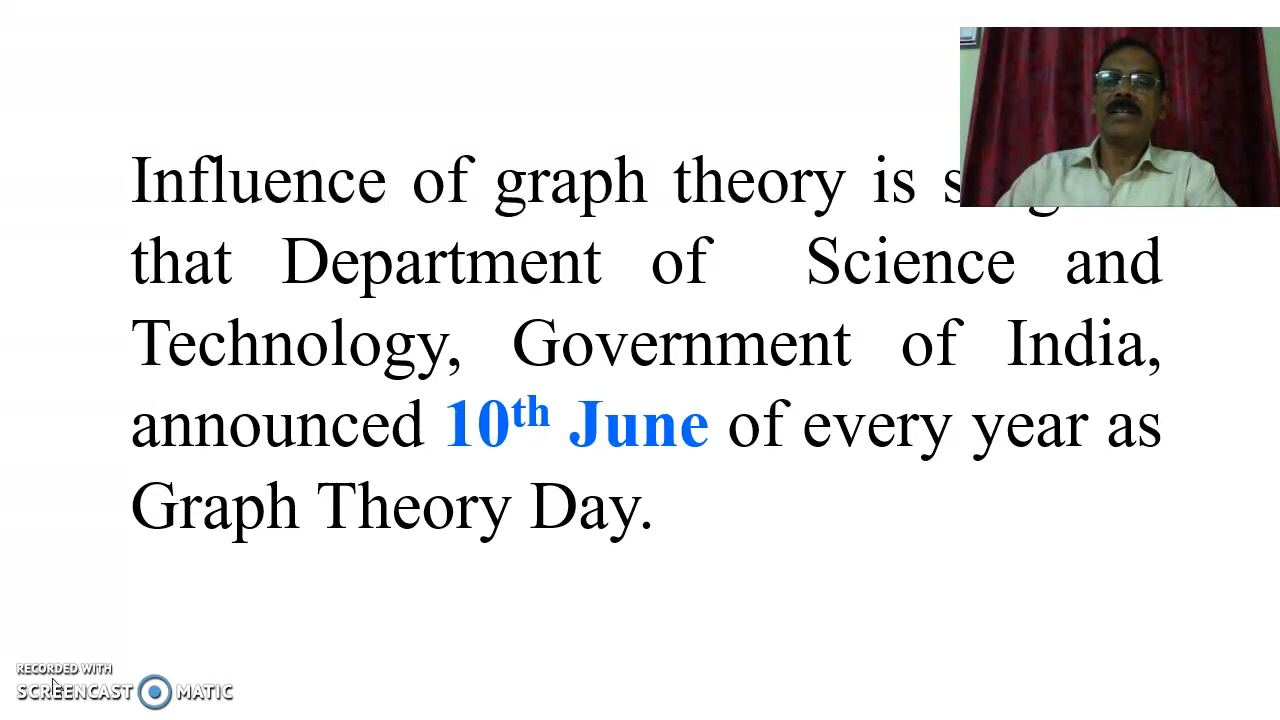 Influence of graph theory is
that Department of Science and
Technology, Government of India,
announced 10th June of every year as
Graph Theory Day.
RECORDED WITH
SCREENCAST MATIC